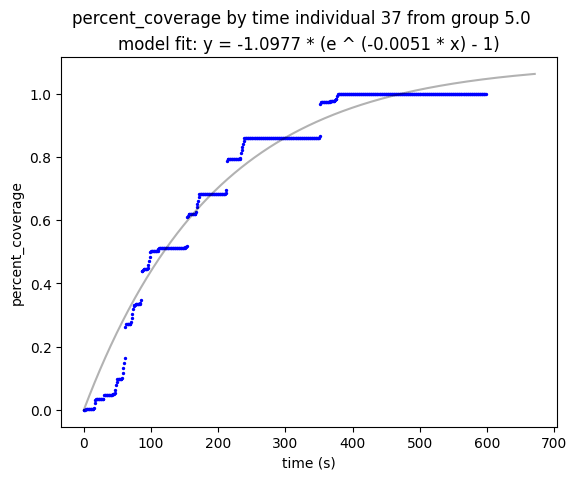 percent_coverage by time individual 37 from group 5.0
model fit: y = -1.0977 * (e ^ (-0.0051 * x) - 1)
percent_coverage
1.0
0.8
0.6
0.4
0.2
0.0
0 100 200 300 400 500 600 700
time (s)